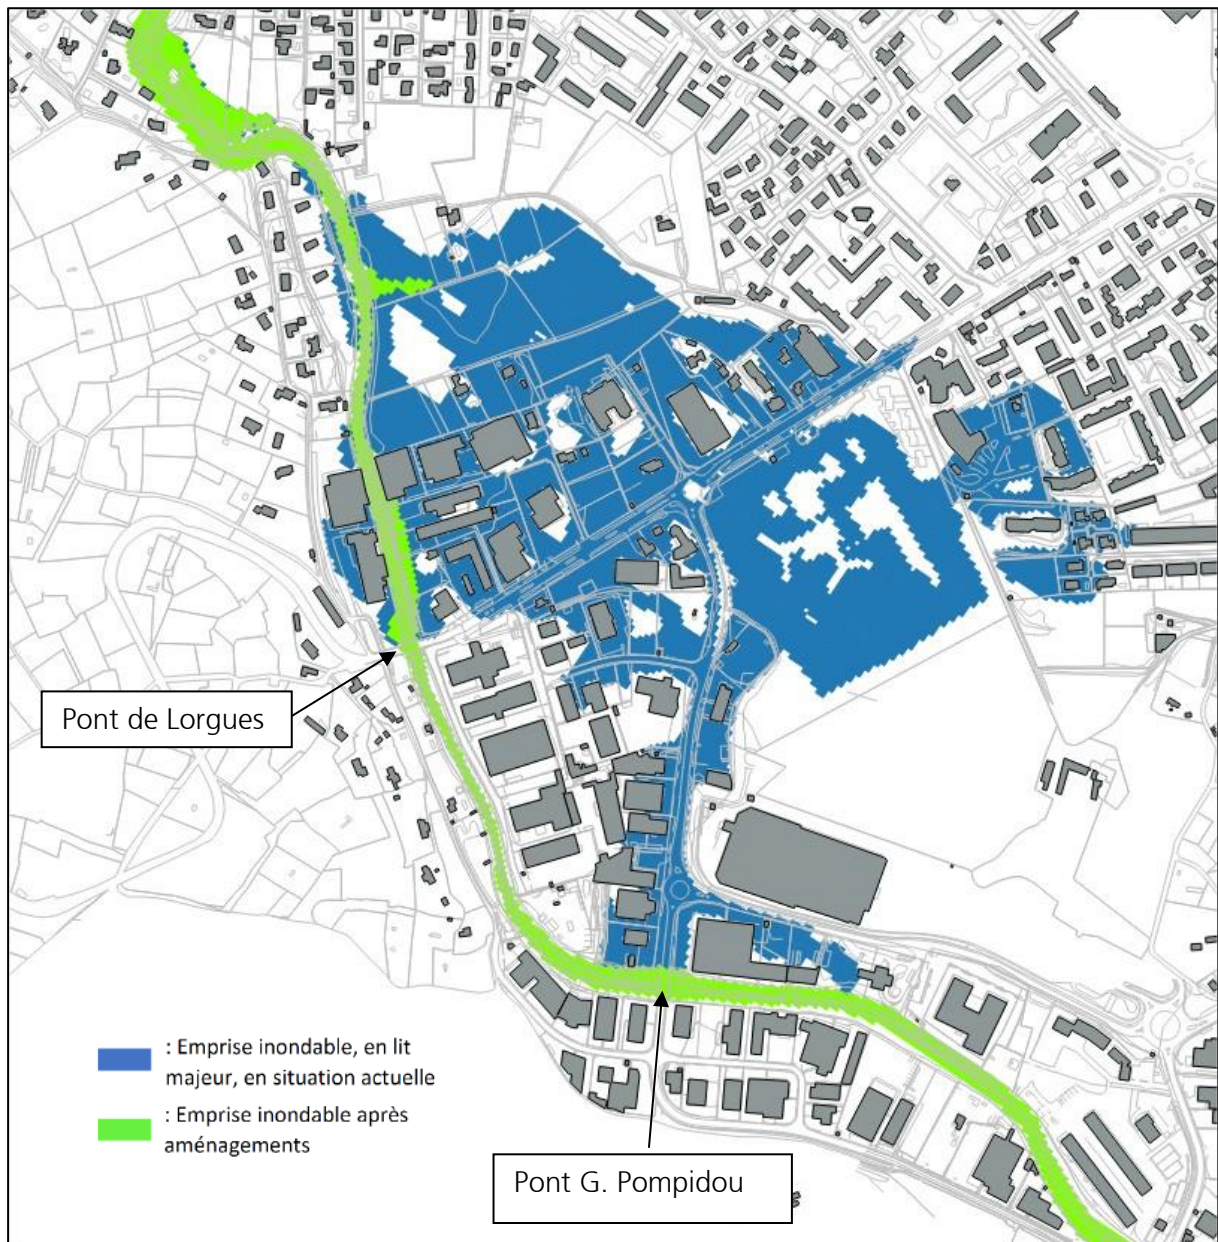 Pont de Lorgues
: Emprise inondable, en lit
majeur, en situation actuelle
: Emprise inondable après
aménagements
Pont G. Pompidou